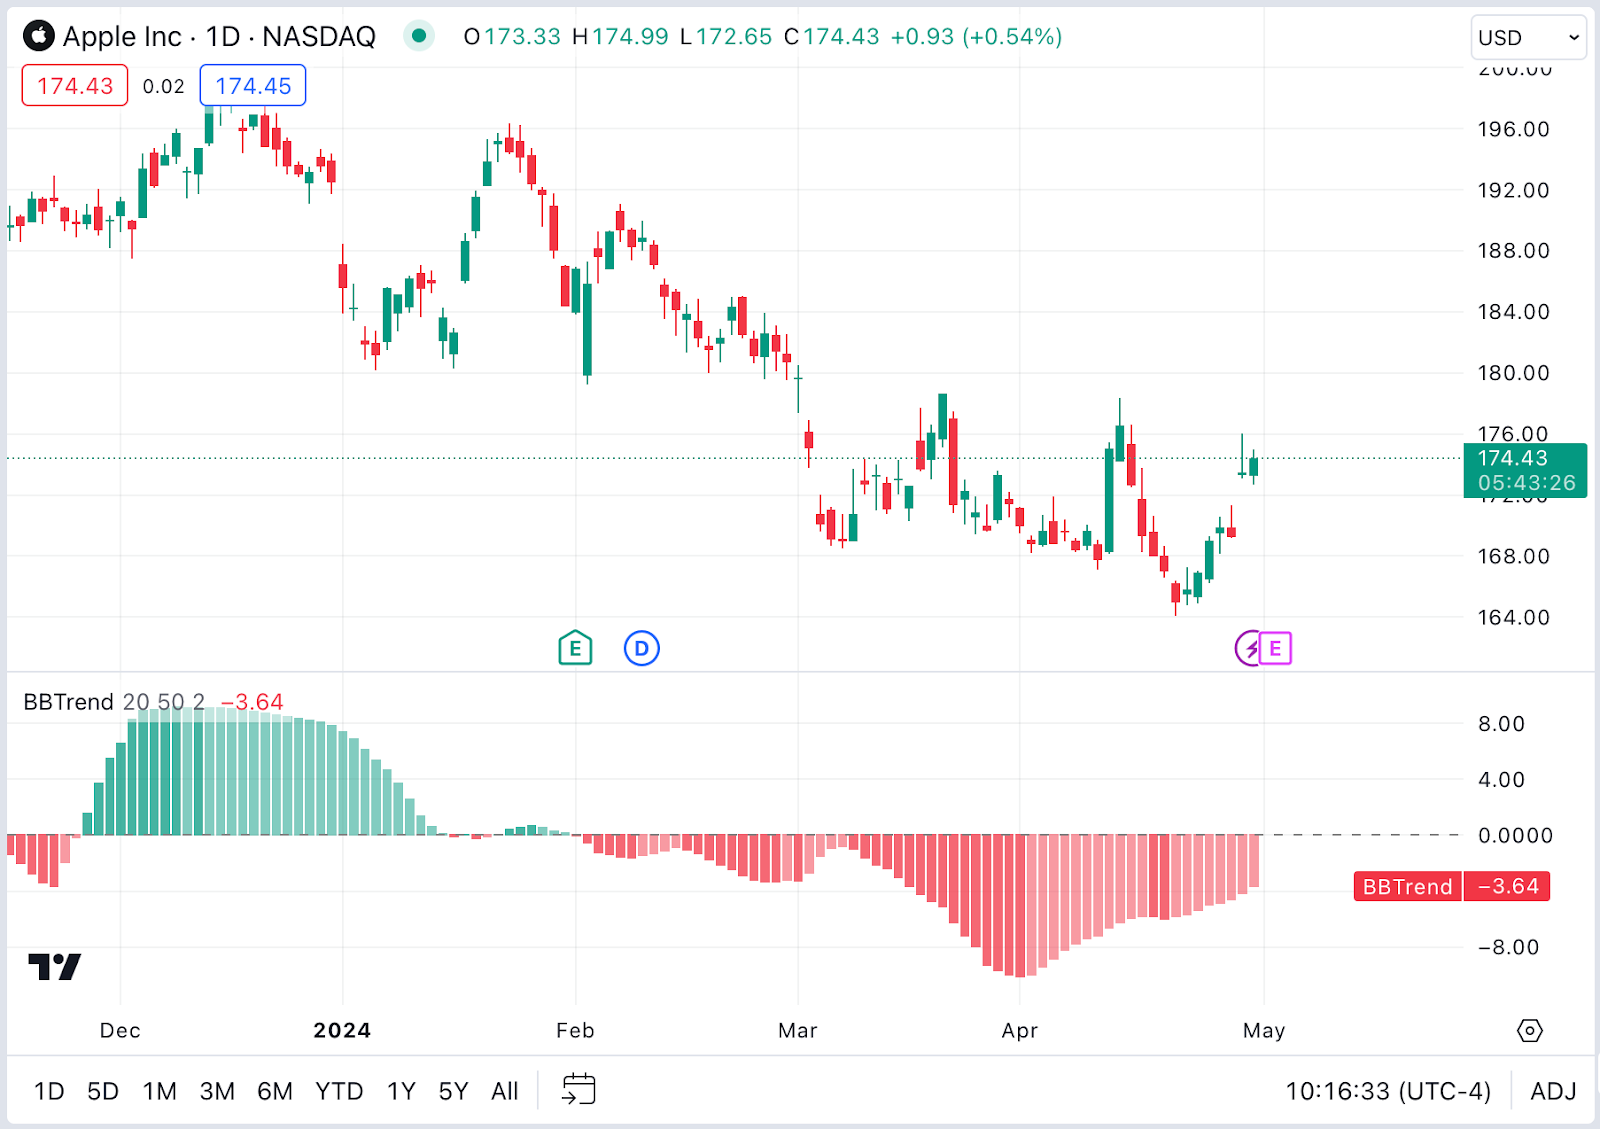 Apple Inc · 1D · NASDAQ O173.33 H174.99 L172.65 C174.43 +0.93 (+0.54%) USD
174.43 0.02 174.45
200.00
196.00
192.00
188.00
184.00
180.00
176.00
174.43
05:43:26
172.00
168.00
164.00
E D E
BBTrend 20 50 2 −3.64
8.00
4.00
0.0000
BBTrend −3.64
−8.00
Dec 2024 Feb Mar Apr May
1D 5D 1M 3M 6M YTD 1Y 5Y All 10:16:33 (UTC-4) ADJ